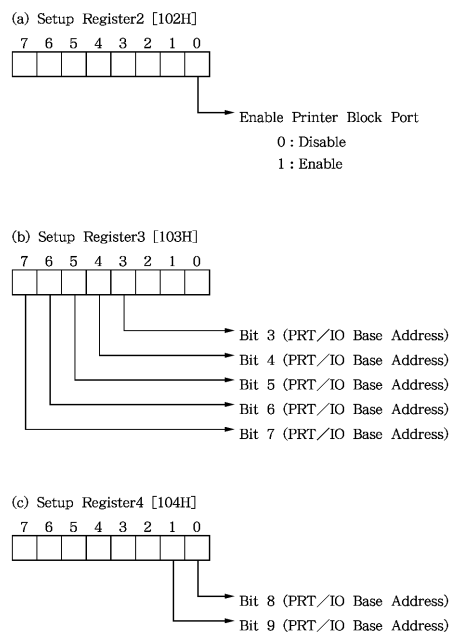 (a) Setup Register2 [102H]
7 6 5 4 3 2 1 0
Enable Printer Block Port
0 : Disable
1 : Enable
(b) Setup Register3 [103H]
7 6 5 4 3 2 1 0
Bit 3 (PRT/IO Base Address)
Bit 4 (PRT/IO Base Address)
Bit 5 (PRT/IO Base Address)
Bit 6 (PRT/IO Base Address)
Bit 7 (PRT/IO Base Address)
(c) Setup Register4 [104H]
7 6 5 4 3 2 1 0
Bit 8 (PRT/IO Base Address)
Bit 9 (PRT/IO Base Address)